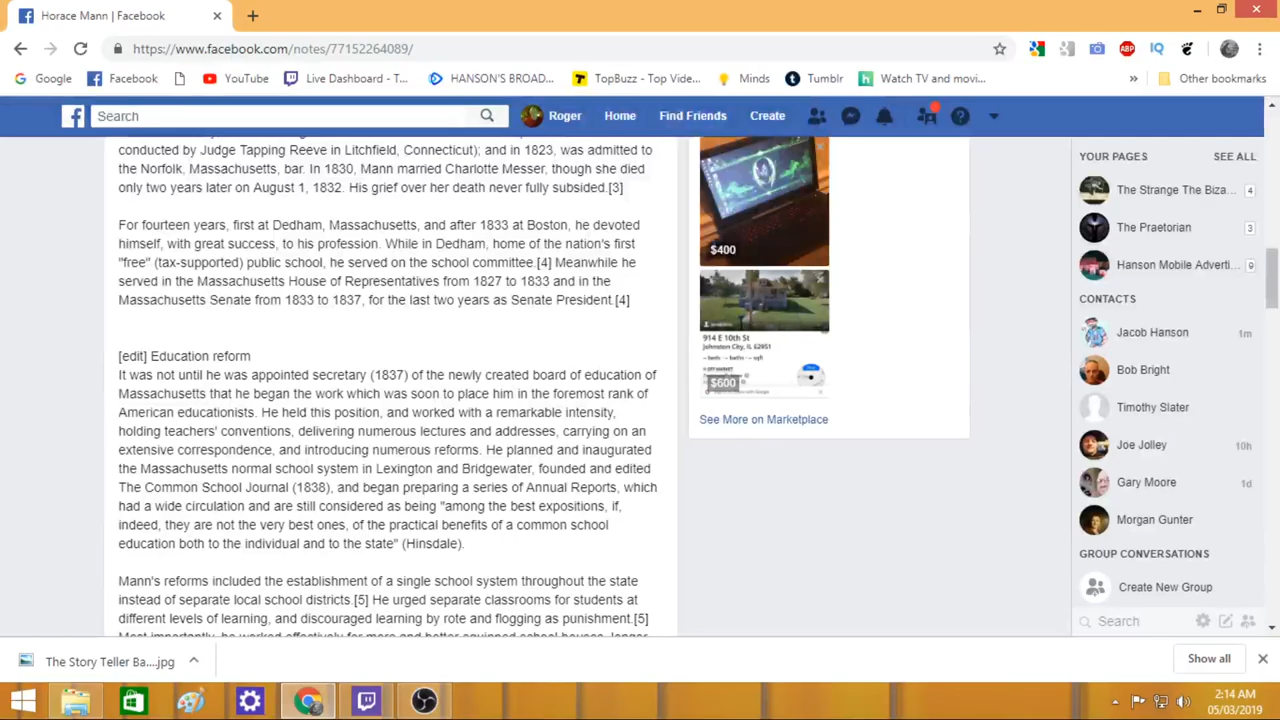 Horace Mann | Facebook
https://www.facebook.com/notes/77152264089/
ABP
IQ
Google
Facebook
YouTube
Live Dashboard - T...
HANSON'S BROAD...
TopBuzz - Top Vide...
Minds
Tumblr
Watch TV and movi...
»
Other bookmarks
Search
Roger
Home
Find Friends
Create
conducted by Judge Tapping Reeve in Litchfield, Connecticut); and in 1823, was admitted to
the Norfolk, Massachusetts, bar. In 1830, Mann married Charlotte Messer, though she died
only two years later on August 1, 1832. His grief over her death never fully subsided.[3]
For fourteen years, first at Dedham, Massachusetts, and after 1833 at Boston, he devoted
himself, with great success, to his profession. While in Dedham, home of the nation's first
"free" (tax-supported) public school, he served on the school committee.[4] Meanwhile he
served in the Massachusetts House of Representatives from 1827 to 1833 and in the
Massachusetts Senate from 1833 to 1837, for the last two years as Senate President.[4]
[edit] Education reform
It was not until he was appointed secretary (1837) of the newly created board of education of
Massachusetts that he began the work which was soon to place him in the foremost rank of
American educationists. He held this position, and worked with a remarkable intensity,
holding teachers' conventions, delivering numerous lectures and addresses, carrying on an
extensive correspondence, and introducing numerous reforms. He planned and inaugurated
the Massachusetts normal school system in Lexington and Bridgewater, founded and edited
The Common School Journal (1838), and began preparing a series of Annual Reports, which
had a wide circulation and are still considered as being "among the best expositions, if,
indeed, they are not the very best ones, of the practical benefits of a common school
education both to the individual and to the state" (Hinsdale).
Mann's reforms included the establishment of a single school system throughout the state
instead of separate local school districts.[5] He urged separate classrooms for students at
different levels of learning, and discouraged learning by rote and flogging as punishment.[5]
Most importantly, he worked effectively for more and better equipped school houses, longer
$400
914 E 10th St
Johnston City, IL 62951
$600
See More on Marketplace
YOUR PAGES
SEE ALL
The Strange The Biza...
4
The Praetorian
3
Hanson Mobile Adverti...
9
CONTACTS
Jacob Hanson
1m
Bob Bright
Timothy Slater
Joe Jolley
10h
Gary Moore
1d
Morgan Gunter
GROUP CONVERSATIONS
Create New Group
Search
The Story Teller Ba....jpg
Show all
2:14 AM
05/03/2019